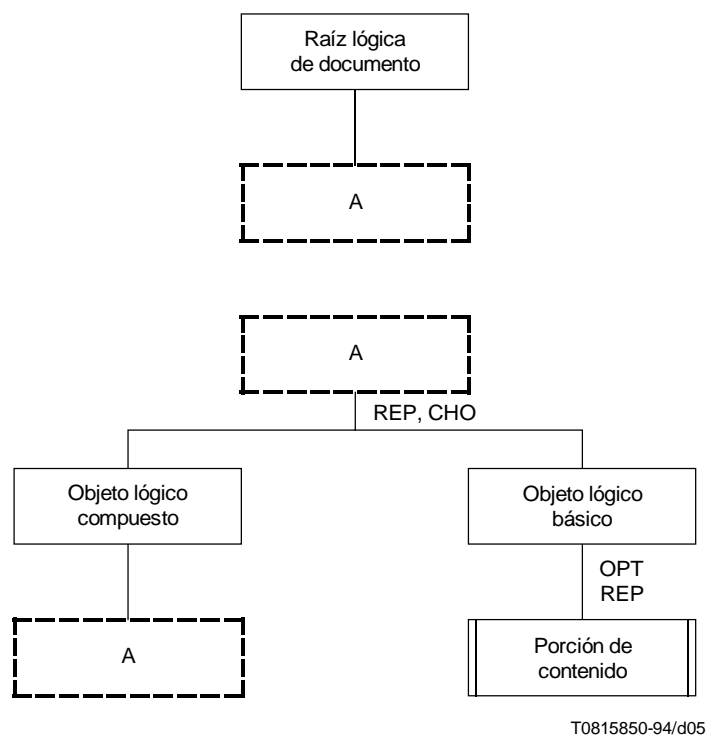 Raíz lógica
de documento
A
A
REP, CHO
Objeto lógico
compuesto
Objeto lógico
básico
OPT
REP
A
Porción de
contenido
T0815850-94/d05